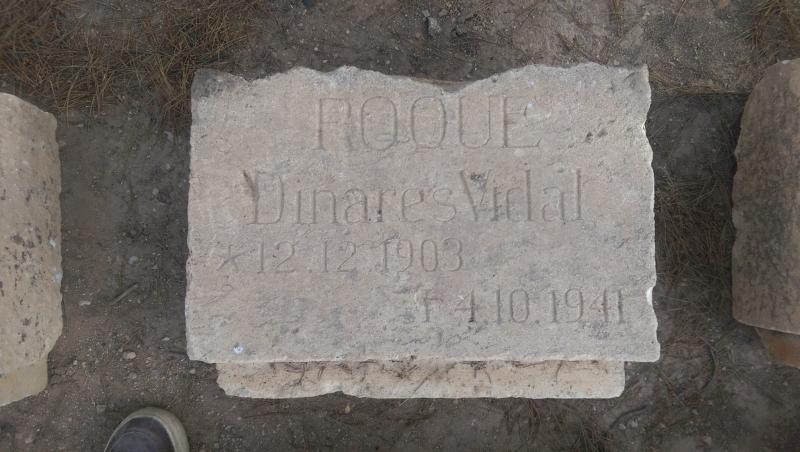 ROQUE
Dinares Vidal
* 12.12.1903
† 4.10.1941